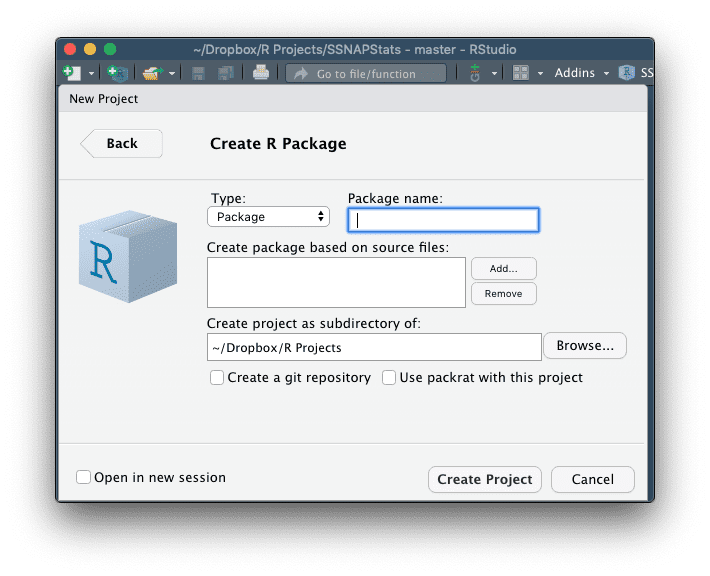 ~/Dropbox/R Projects/SSNAPStats - master - RStudio
Go to file/function
Addins
SS
New Project
Back
Create R Package
Type:
Package name:
Package
Create package based on source files:
Add...
Remove
Create project as subdirectory of:
~/Dropbox/R Projects
Browse...
Create a git repository
Use packrat with this project
Open in new session
Create Project
Cancel
R